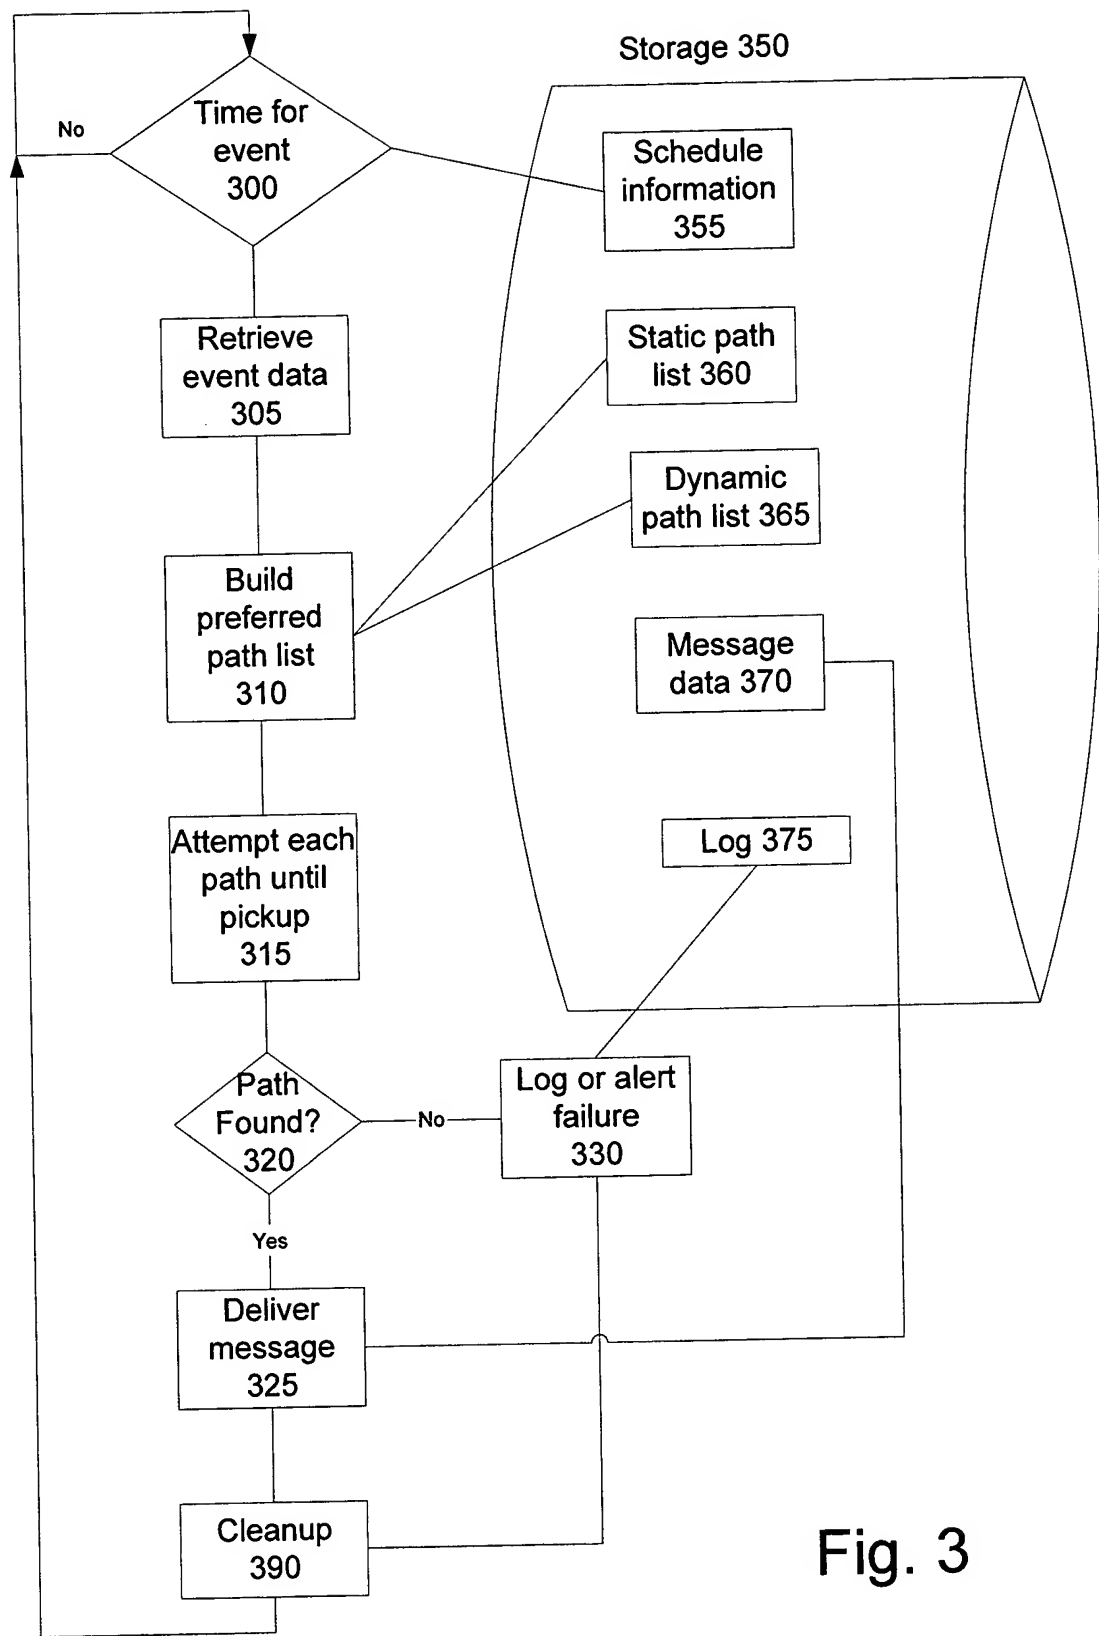 Storage 350
Time for
event
300
No
Schedule
information
355
Retrieve
event data
305
Static path
list 360
Dynamic
path list 365
Build
preferred
path list
310
Message
data 370
Attempt each
path until
pickup
315
Log 375
Path
Found?
320
No
Log or alert
failure
330
Yes
Deliver
message
325
Cleanup
390
Fig. 3